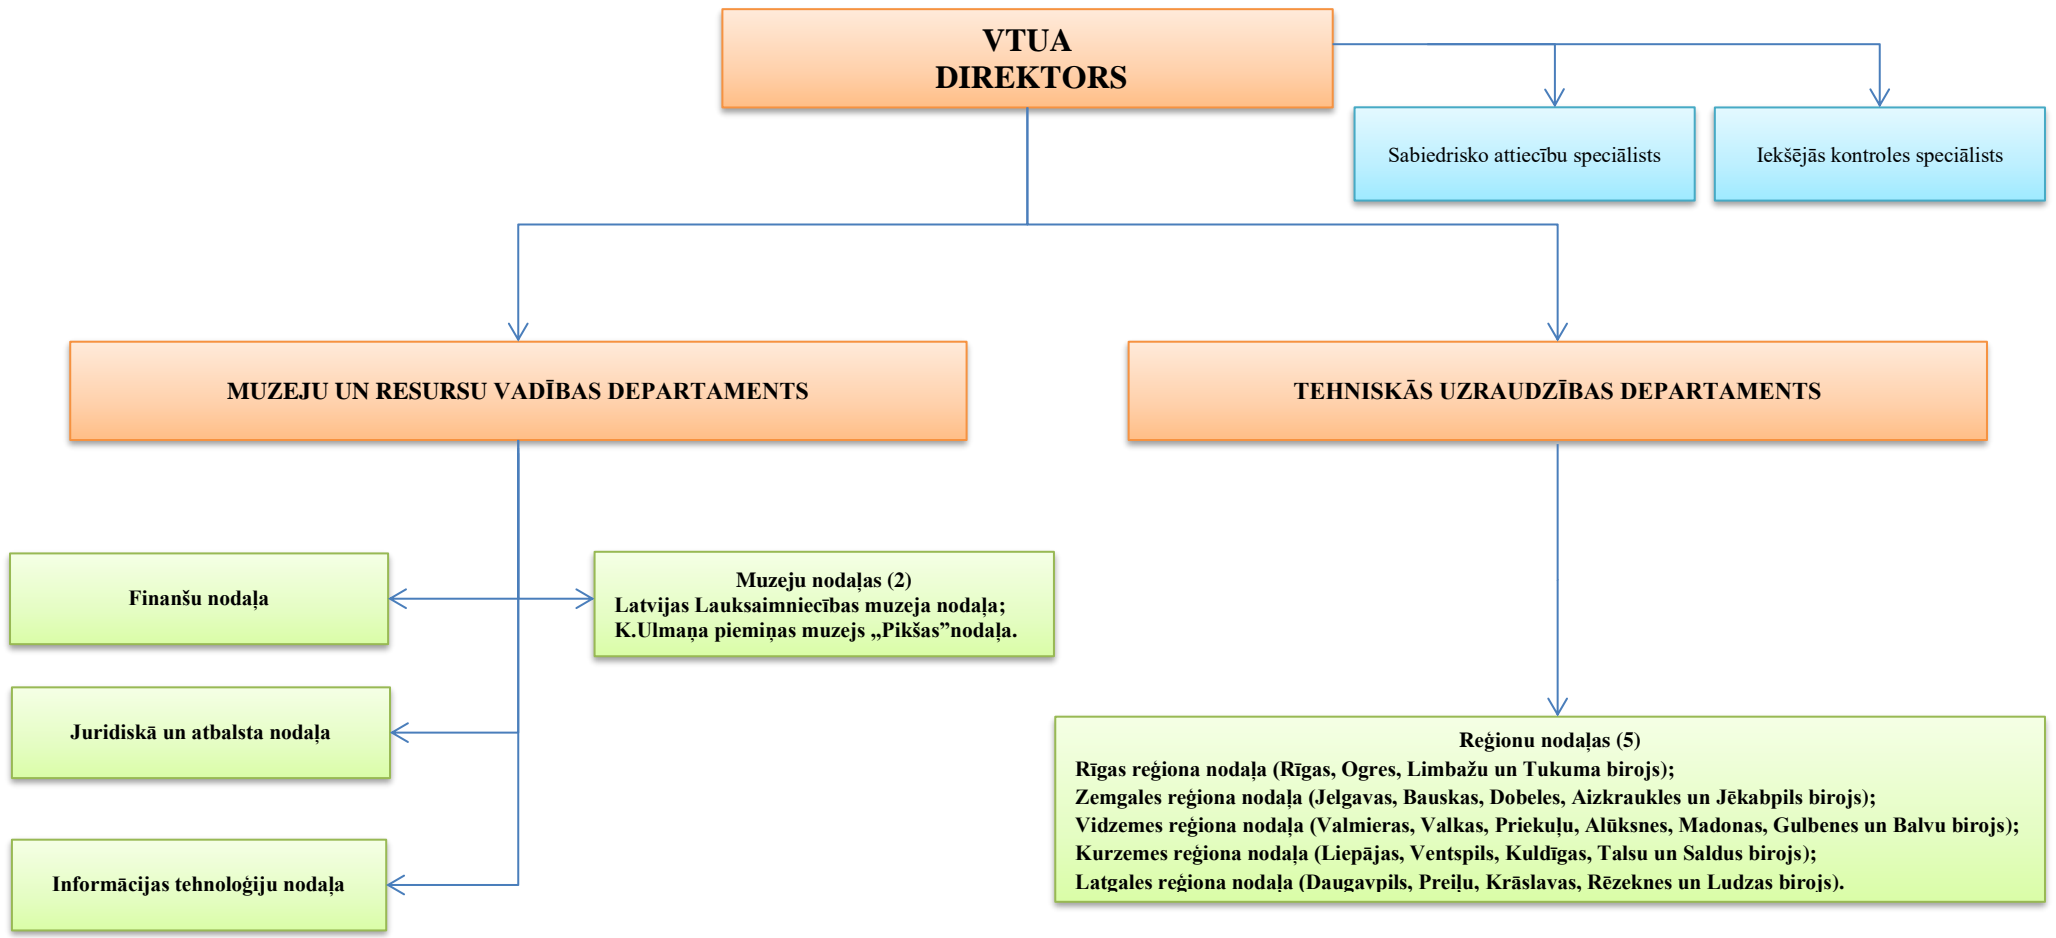 VTUA
DIREKTORS
Sabiedrisko attiecību speciālists
Iekšējās kontroles speciālists
MUZEJU UN RESURSU VADĪBAS DEPARTAMENTS
TEHNISKĀS UZRAUDZĪBAS DEPARTAMENTS
Finanšu nodaļa
Muzeju nodaļas (2)
Latvijas Lauksaimniecības muzeja nodaļa;
K.Ulmaņa piemiņas muzejs „Pikšas”nodaļa.
Juridiskā un atbalsta nodaļa
Informācijas tehnoloģiju nodaļa
Reģionu nodaļas (5)
Rīgas reģiona nodaļa (Rīgas, Ogres, Limbažu un Tukuma birojs);
Zemgales reģiona nodaļa (Jelgavas, Bauskas, Dobeles, Aizkraukles un Jēkabpils birojs);
Vidzemes reģiona nodaļa (Valmieras, Valkas, Priekuļu, Alūksnes, Madonas, Gulbenes un Balvu birojs);
Kurzemes reģiona nodaļa (Liepājas, Ventspils, Kuldīgas, Talsu un Saldus birojs);
Latgales reģiona nodaļa (Daugavpils, Preiļu, Krāslavas, Rēzeknes un Ludzas birojs).